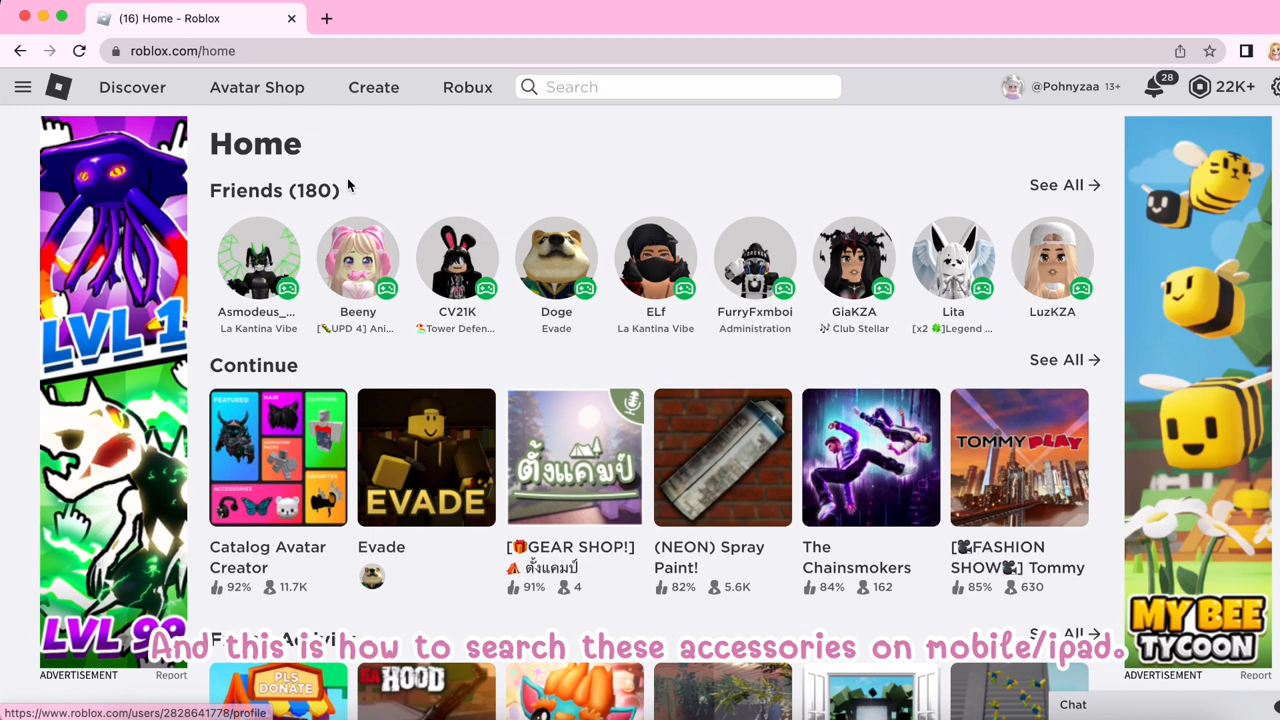 (16) Home - Roblox
roblox.com/home
Discover
Avatar Shop
Create
Robux
Search
@Pohnyzaa 13+
28
22K+
Home
Friends (180)
See All
Asmodeus_...
La Kantina Vibe
Beeny
[🐛UPD 4] Ani...
CV21K
🏖️Tower Defen...
Doge
Evade
ELf
La Kantina Vibe
FurryFxmboi
Administration
GiaKZA
🎶 Club Stellar
Lita
[x2 🍀]Legend ...
LuzKZA
Continue
See All
FEATURED
HAIR
CLOTHING
ANIMATION PACKS
ACCESSORIES
FAVORITES
EVADE
ตั้งแคมป์
TOMMY PLAY
Catalog Avatar
Creator
92% 11.7K
Evade
[🎁GEAR SHOP!]
⛺ ตั้งแคมป์
91% 4
(NEON) Spray
Paint!
82% 5.6K
The
Chainsmokers
84% 162
[🎥FASHION
SHOW🎥] Tommy
85% 630
And this is how to search these accessories on mobile/ipad.
See All
PLS
DONATE
HOOD
LVL 1
LVL 99
ADVERTISEMENT
Report
MY BEE
TYCOON
ADVERTISEMENT
Report
Chat
https://www.roblox.com/users/2828641778/profile